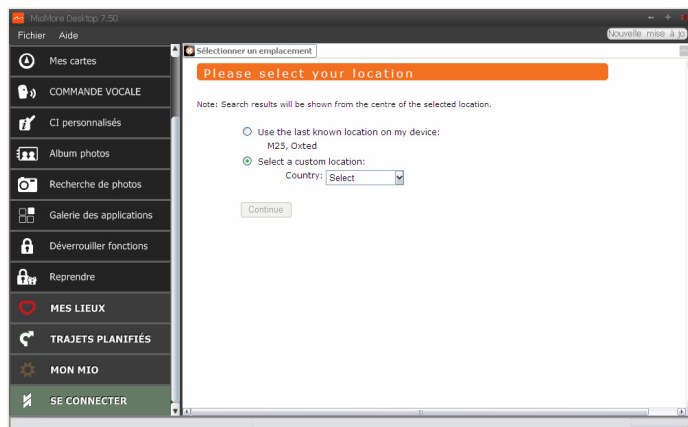 MioMore Desktop 7.50
Fichier Aide
Nouvelle mise à jo
Mes cartes
COMMANDE VOCALE
CI personnalisés
Album photos
Recherche de photos
Galerie des applications
Déverrouiller fonctions
Reprendre
MES LIEUX
TRAJETS PLANIFIÉS
MON MIO
SE CONNECTER
Sélectionner un emplacement
Please select your location
Note: Search results will be shown from the centre of the selected location.
Use the last known location on my device:
M25, Oxted
Select a custom location:
Country: Select
Continue